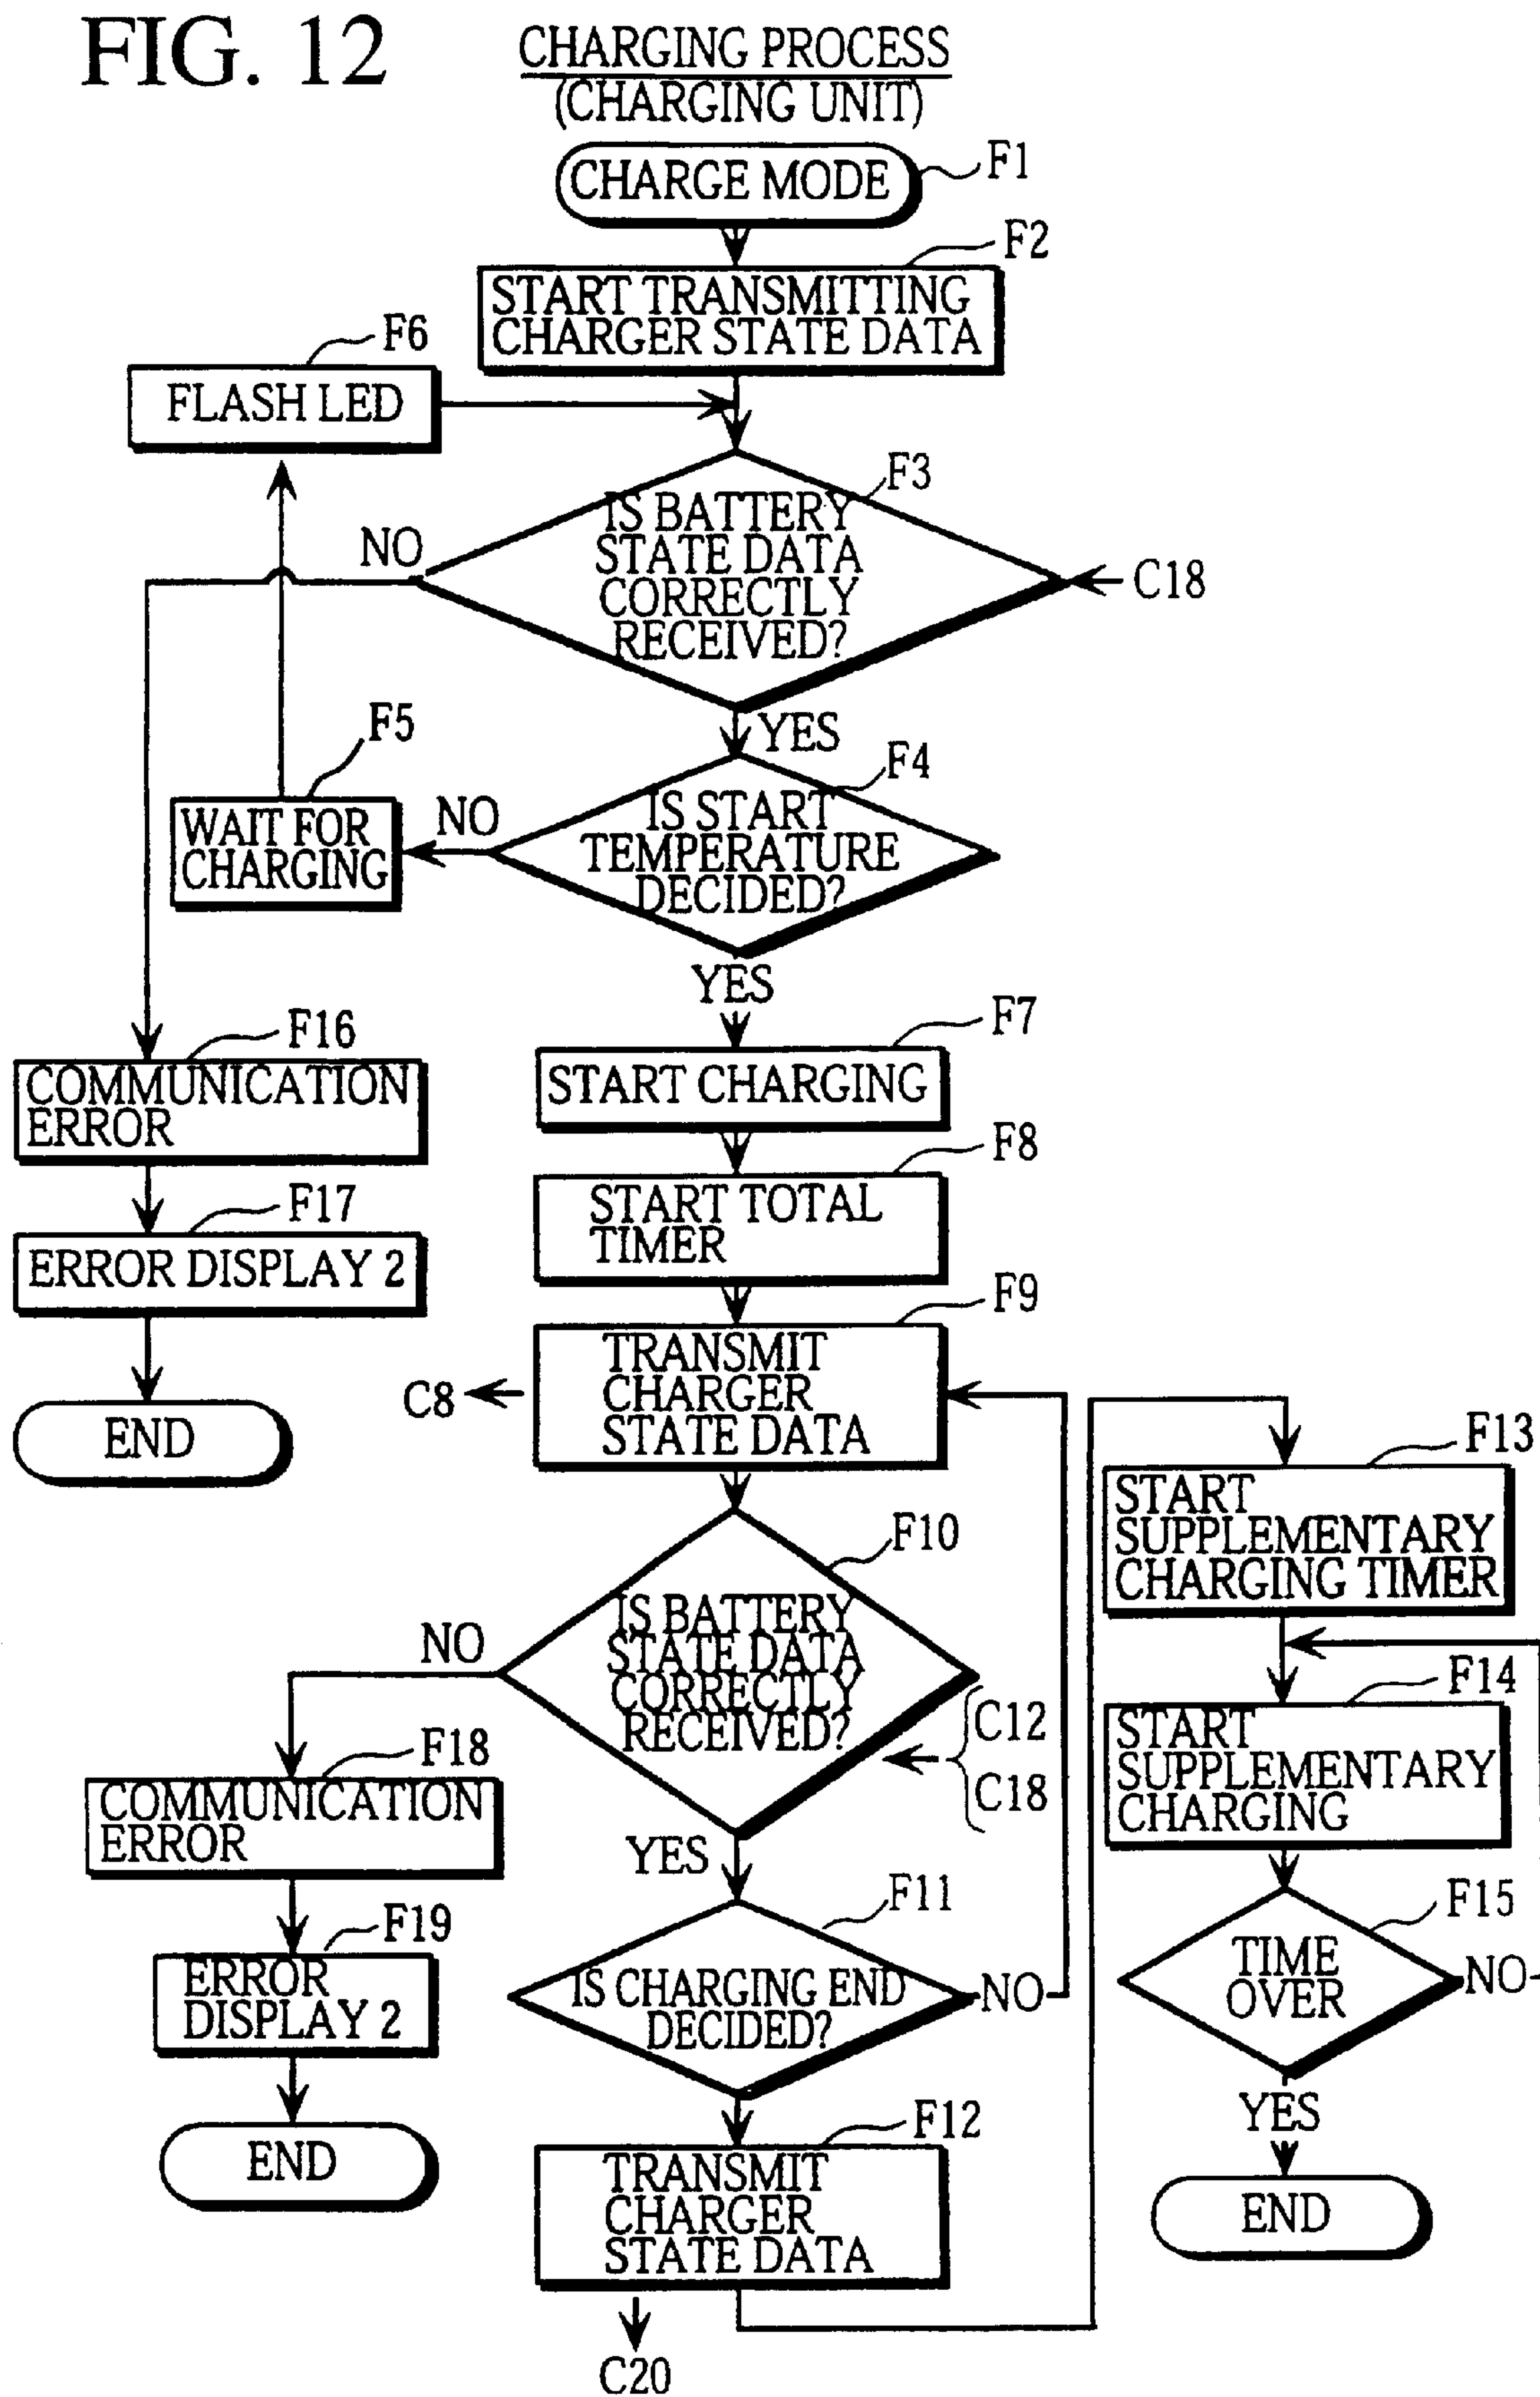 FIG. 12
CHARGING PROCESS
(CHARGING UNIT)
CHARGE MODE
F1
F2
START TRANSMITTING
CHARGER STATE DATA
F6
FLASH LED
F3
IS BATTERY
STATE DATA
CORRECTLY
RECEIVED?
NO
C18
YES
F5
WAIT FOR
CHARGING
NO
F4
IS START
TEMPERATURE
DECIDED?
YES
F16
COMMUNICATION
ERROR
F7
START CHARGING
F17
ERROR DISPLAY 2
F8
START TOTAL
TIMER
END
F9
TRANSMIT
CHARGER
STATE DATA
C8
F13
START
SUPPLEMENTARY
CHARGING TIMER
F10
IS BATTERY
STATE DATA
CORRECTLY
RECEIVED?
NO
C12
C18
F14
START
SUPPLEMENTARY
CHARGING
F18
COMMUNICATION
ERROR
YES
F11
IS CHARGING END
DECIDED?
NO
F15
TIME
OVER
NO
F19
ERROR
DISPLAY 2
YES
END
F12
TRANSMIT
CHARGER
STATE DATA
END
C20